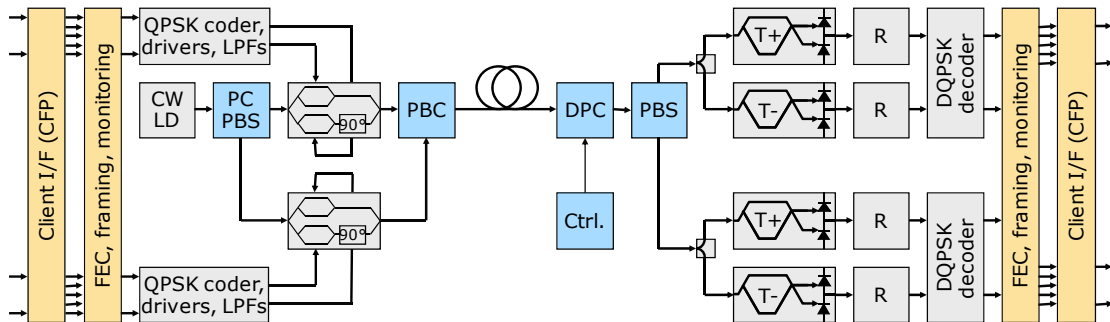 Client I/F (CFP)
FEC, framing, monitoring
QPSK coder,
drivers, LPFs
CW
LD
PC
PBS
90°
90°
QPSK coder,
drivers, LPFs
PBC
DPC
Ctrl.
PBS
T+
T-
R
R
DQPSK
decoder
T+
T-
R
R
DQPSK
decoder
FEC, framing, monitoring
Client I/F (CFP)